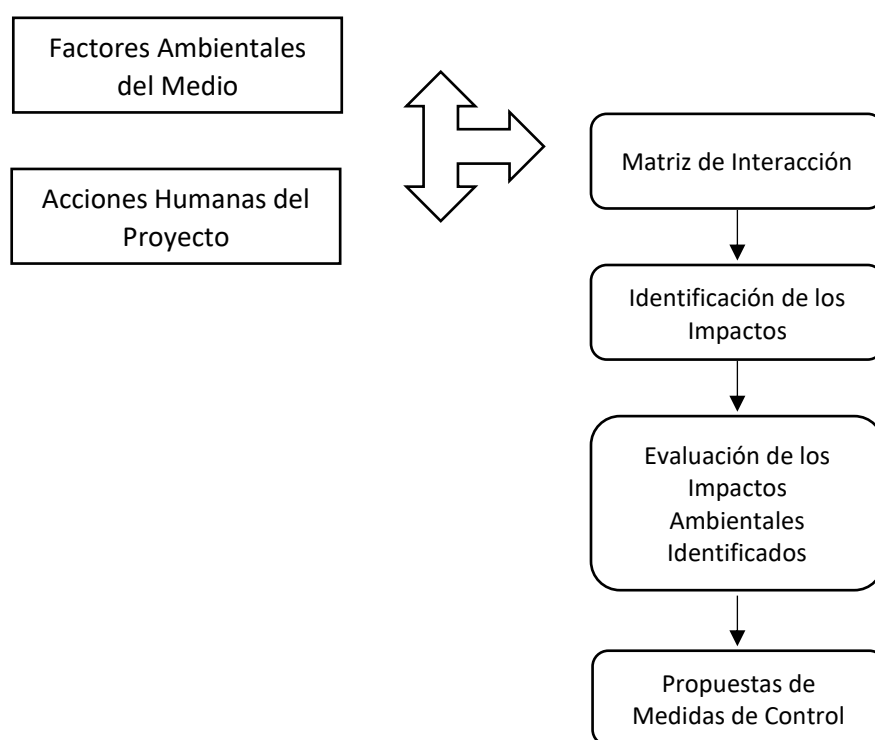 Factores Ambientales
del Medio
Acciones Humanas del
Proyecto
Matriz de Interacción
Identificación de los
Impactos
Evaluación de los
Impactos
Ambientales
Identificados
Propuestas de
Medidas de Control